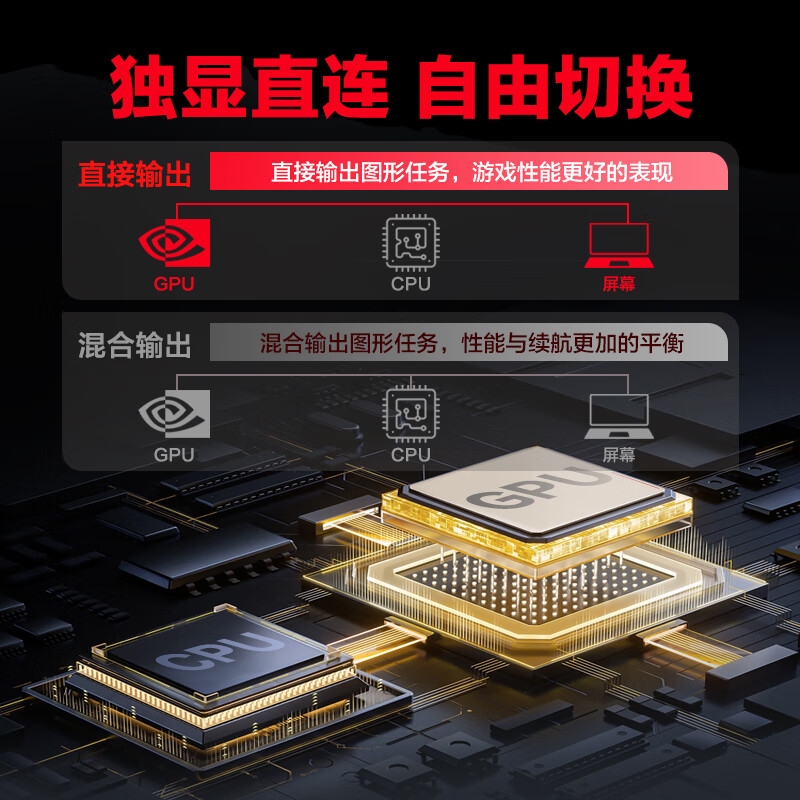 独显直连 自由切换
直接输出 直接输出图形任务，游戏性能更好的表现
GPU CPU 屏幕
混合输出 混合输出图形任务，性能与续航更加的平衡
GPU CPU 屏幕
GPU
CPU